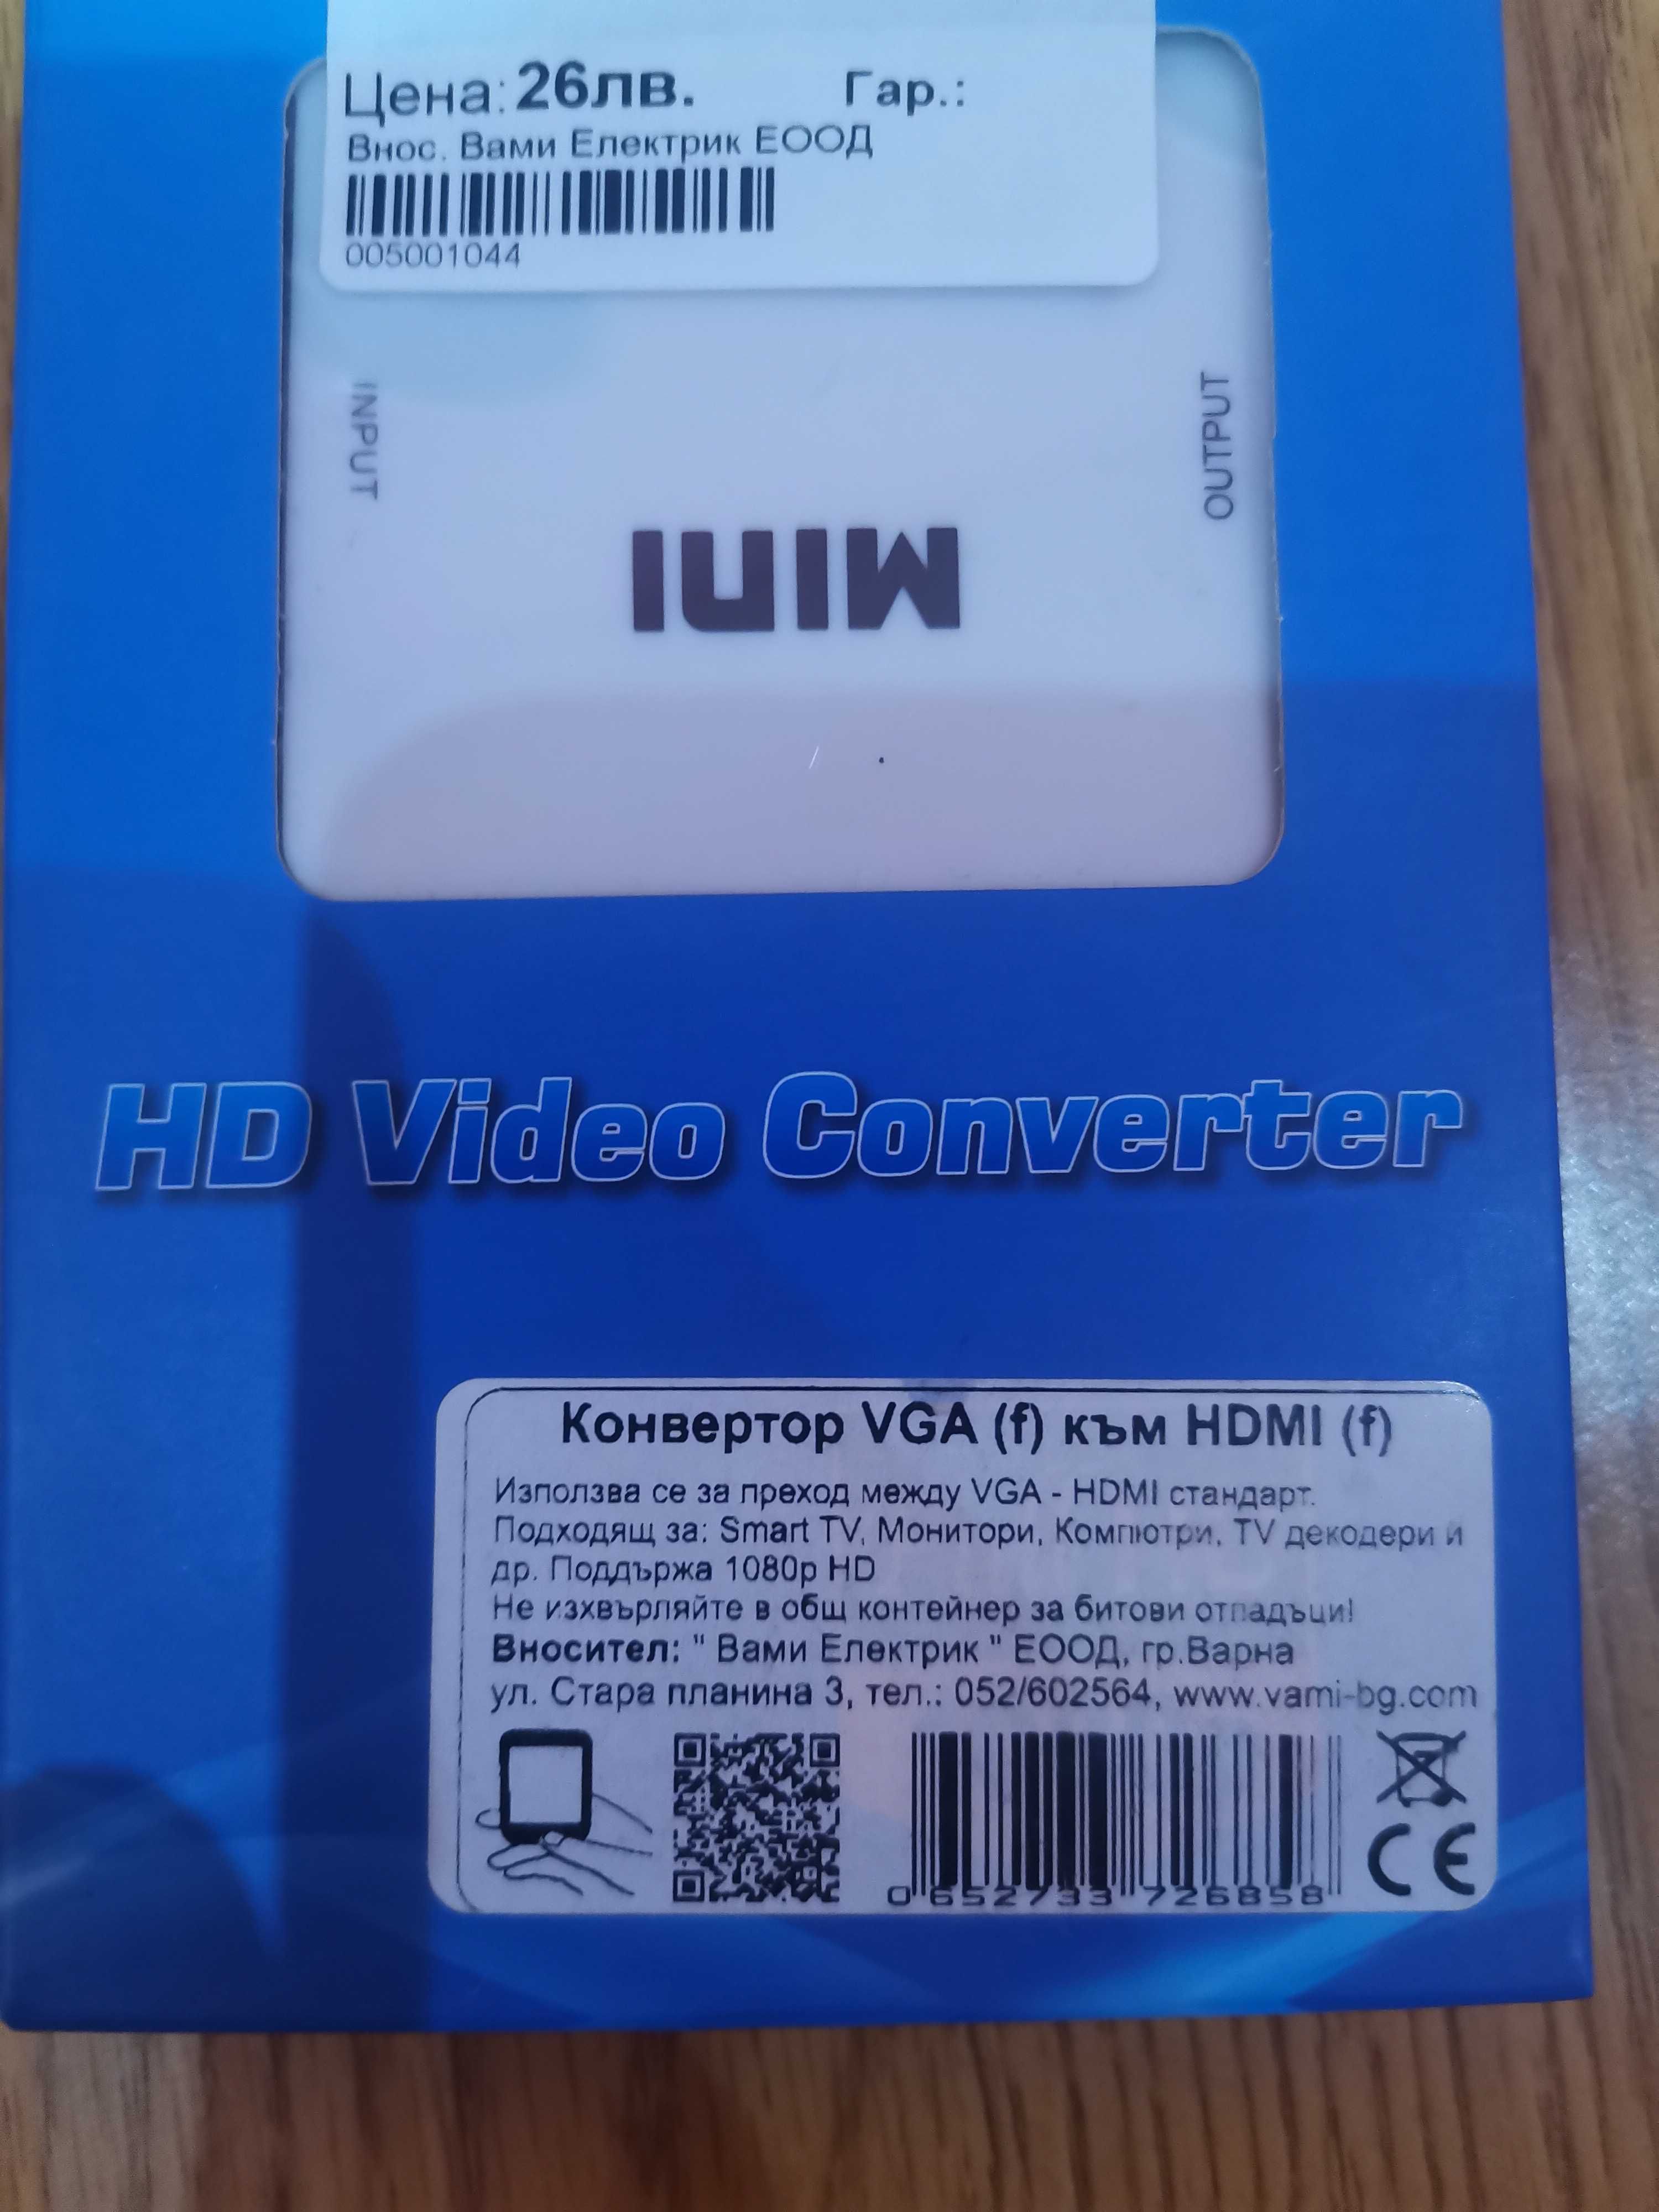 Цена: 26лв. Гар.:
Внос. Вами Електрик ЕООД
005001044
INPUT
OUTPUT
MINI
HD Video Converter
Конвертор VGA (f) към HDMI (f)
Използва се за преход между VGA - HDMI стандарт.
Подходящ за: Smart TV, Монитори, Компютри, TV декодери и
др. Поддържа 1080p HD
Не изхвърляйте в общ контейнер за битови отпадъци!
Вносител: " Вами Електрик " ЕООД, гр.Варна
ул. Стара планина 3, тел.: 052/602564, www.vami-bg.com
0 652733 726858
CE